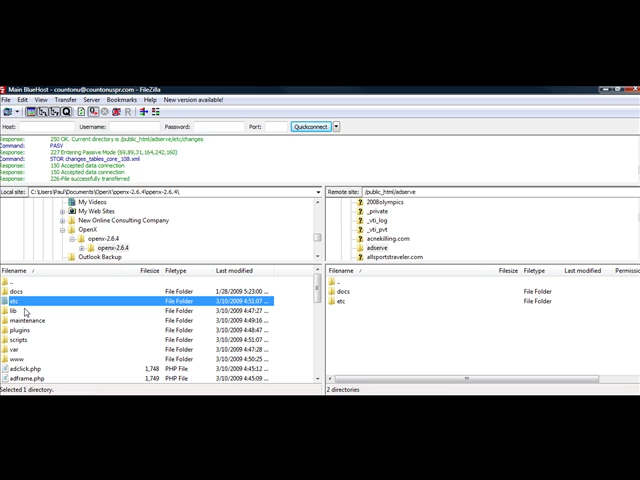 Main BlueHost - countonu@countonuspr.com - FileZilla
File Edit View Transfer Server Bookmarks Help New version available!
Host: Username: Password: Port: Quickconnect
Response: 250 OK. Current directory is /public_html/adserve/etc/changes
Command: PASV
Response: 227 Entering Passive Mode (69,89,31,164,242,160)
Command: STOR changes_tables_core_108.xml
Response: 150 Accepted data connection
Response: 150 Accepted data connection
Response: 226-File successfully transferred
Local site: C:\Users\Paul\Documents\OpenX\openx-2.6.4\openx-2.6.4\ Remote site: /public_html/adserve
My Videos 2008olympics
My Web Sites _private
New Online Consulting Company _vti_log
OpenX _vti_pvt
openx-2.6.4 acnekilling.com
openx-2.6.4 adserve
Outlook Backup allsportstraveler.com
Filename / Filesize Filetype Last modified Filename / Filesize Filetype Last modified Permission
.. ..
docs File Folder 1/28/2009 5:23:00 ... docs File Folder
etc File Folder 3/10/2009 4:51:07 ... etc File Folder
lib File Folder 3/10/2009 4:47:27 ...
maintenance File Folder 3/10/2009 4:49:16 ...
plugins File Folder 3/10/2009 4:48:47 ...
scripts File Folder 3/10/2009 4:51:07 ...
var File Folder 3/10/2009 4:47:28 ...
www File Folder 3/10/2009 4:50:25 ...
adclick.php 1,748 PHP File 3/10/2009 4:45:12 ...
adframe.php 1,749 PHP File 3/10/2009 4:45:09 ...
Selected 1 directory. 2 directories